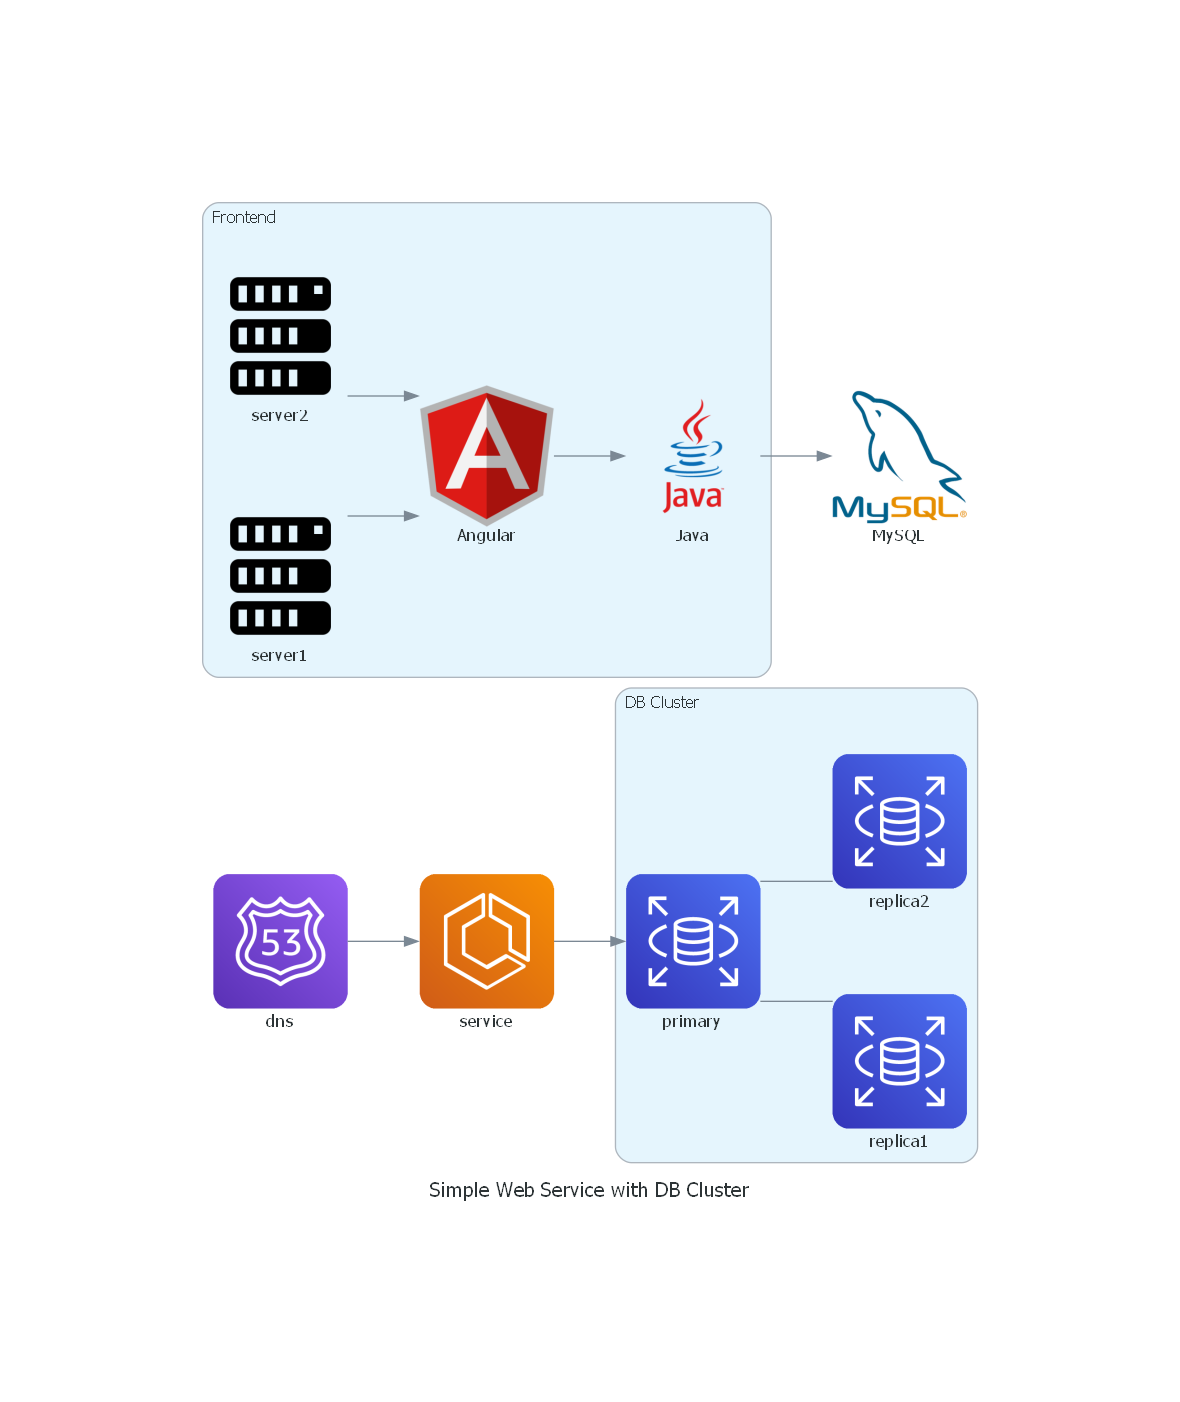 Frontend
server2
Angular
Java
Java
MySQL®
MySQL
server1
DB Cluster
replica2
53
dns
service
primary
replica1
Simple Web Service with DB Cluster